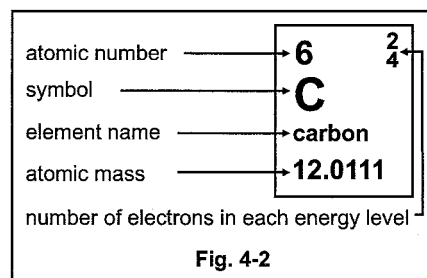 atomic number 6 2
4
symbol C
element name carbon
atomic mass 12.0111
number of electrons in each energy level
Fig. 4-2